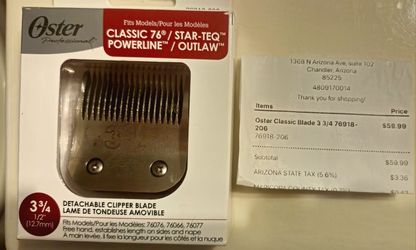 Oster
Professional
Fits Models/Pour les Modèles
CLASSIC 76® / STAR-TEQ™
POWERLINE™ / OUTLAW™
3¾
1/2"
(12.7mm)
DETACHABLE CLIPPER BLADE
LAME DE TONDEUSE AMOVIBLE
Fits Models/Pour les Modèles: 76076, 76066, 76077
Free hand, establishes length on sides and nape
A main levée. Il fixe la longueur pour les côtés et la nuque
1368 N Arizona Ave, suite 102
Chandler, Arizona
85225
4809170014
Thank you for shopping!
Items Price
Oster Classic Blade 3 3/4 76918-
206 $59.99
76918-206
Subtotal $59.99
ARIZONA STATE TAX (5.6%) $3.36